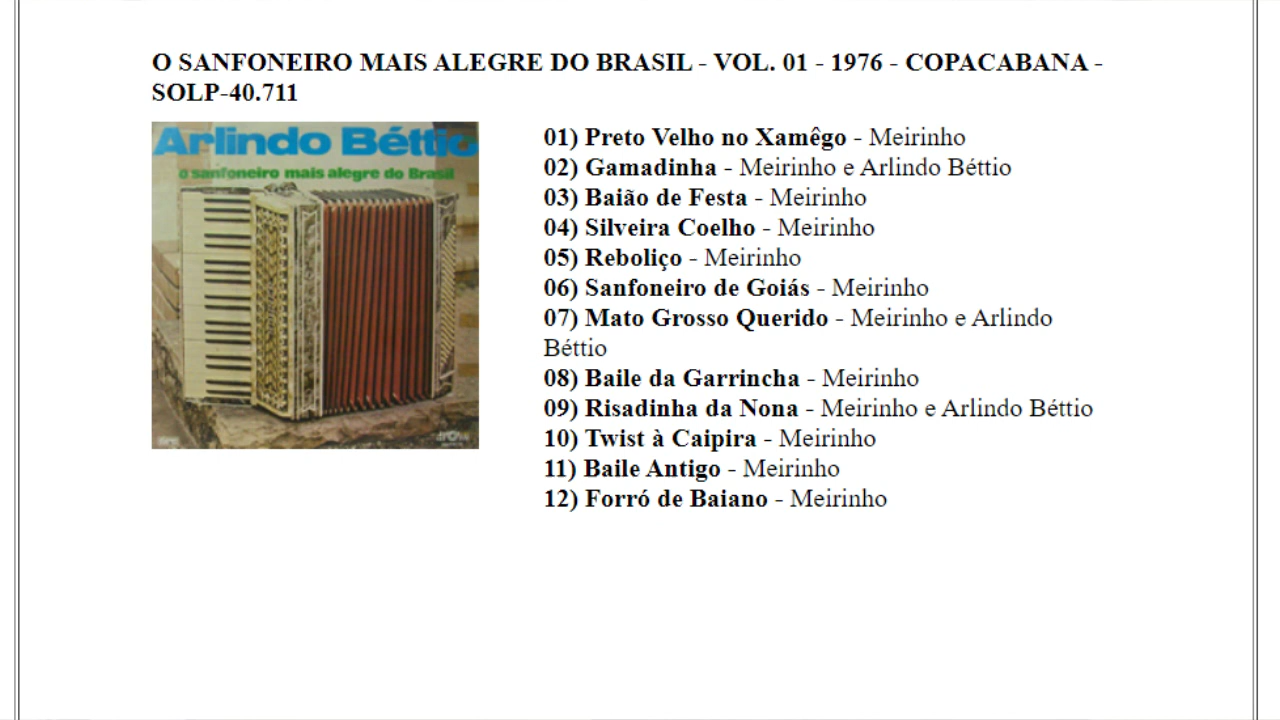 O SANFONEIRO MAIS ALEGRE DO BRASIL - VOL. 01 - 1976 - COPACABANA -
SOLP-40.711
Arlindo Béttio
o sanfoneiro mais alegre do Brasil
01) Preto Velho no Xamêgo - Meirinho
02) Gamadinha - Meirinho e Arlindo Béttio
03) Baião de Festa - Meirinho
04) Silveira Coelho - Meirinho
05) Reboliço - Meirinho
06) Sanfoneiro de Goiás - Meirinho
07) Mato Grosso Querido - Meirinho e Arlindo
Béttio
08) Baile da Garrincha - Meirinho
09) Risadinha da Nona - Meirinho e Arlindo Béttio
10) Twist à Caipira - Meirinho
11) Baile Antigo - Meirinho
12) Forró de Baiano - Meirinho